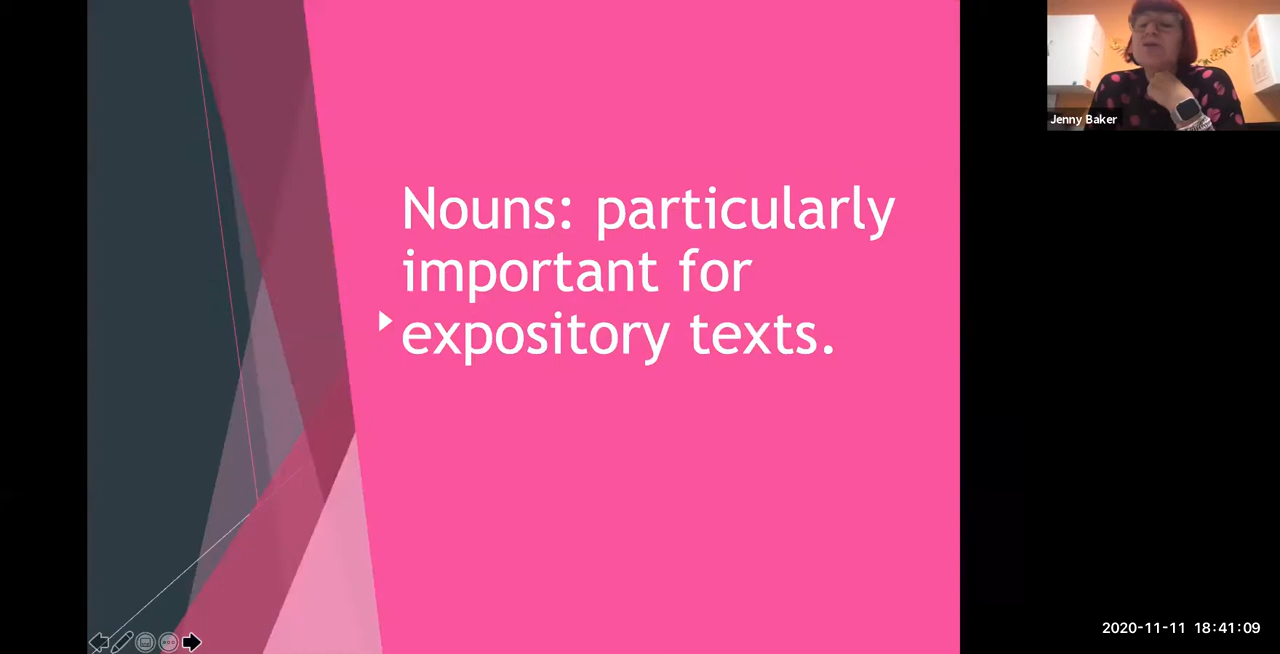 Jenny Baker
Nouns: particularly
important for
expository texts.
2020-11-11 18:41:09